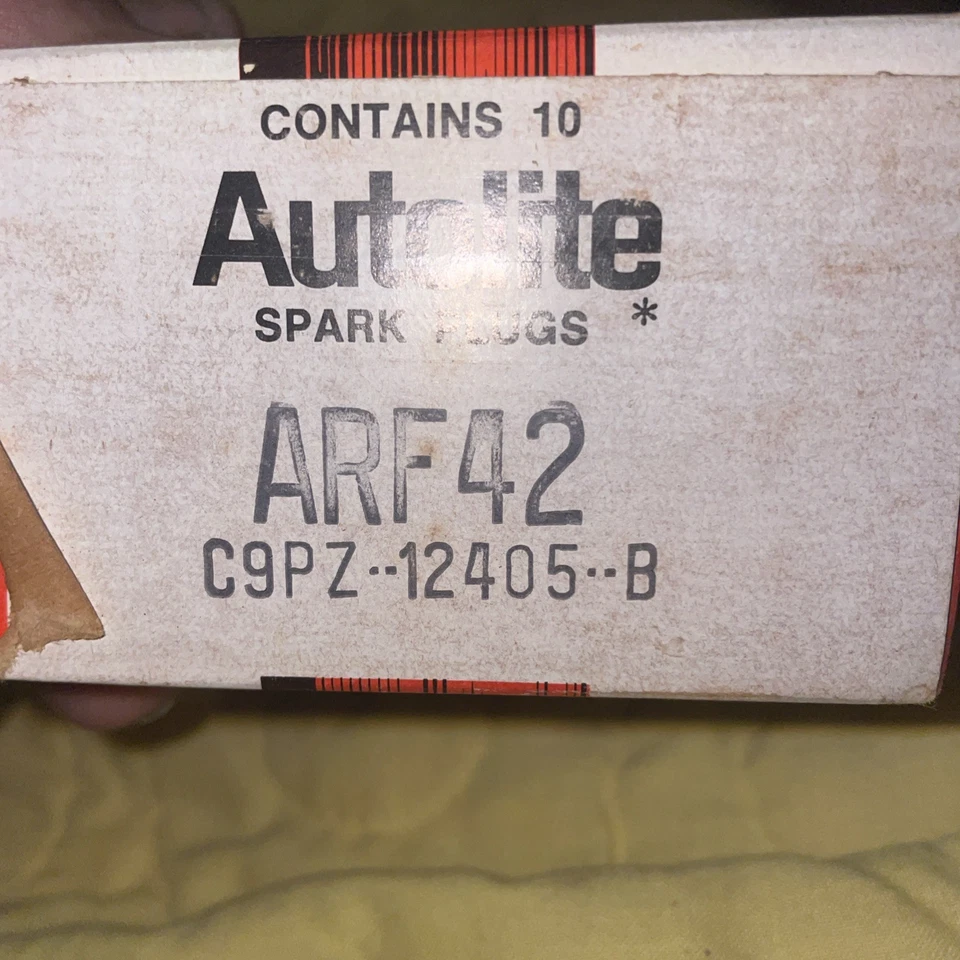 CONTAINS 10
Autolite
SPARK PLUGS *
ARF42
C9PZ--12405--B